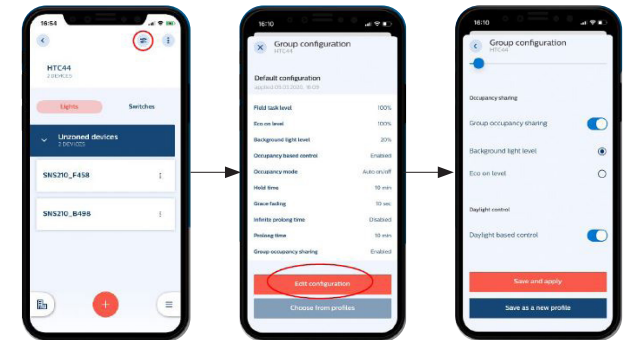 16:54
HTC44
2 DEVICES
Lights
Switches
Unzoned devices
2 DEVICES
SNS210_F458
SNS210_B498
16:10
Group configuration
HTC44
Default configuration
Field task level 100%
Eco on level 100%
Background light level 20%
Occupancy based control Enabled
Occupancy mode Auto on/off
Hold time 10 min
Grace fading 10 sec
Infinite prolong time Disabled
Prolong time 10 min
Group occupancy sharing Enabled
Edit configuration
Choose from profiles
16:10
Group configuration
HTC44
Occupancy sharing
Group occupancy sharing
Background light level
Eco on level
Daylight control
Daylight based control
Save and apply
Save as a new profile